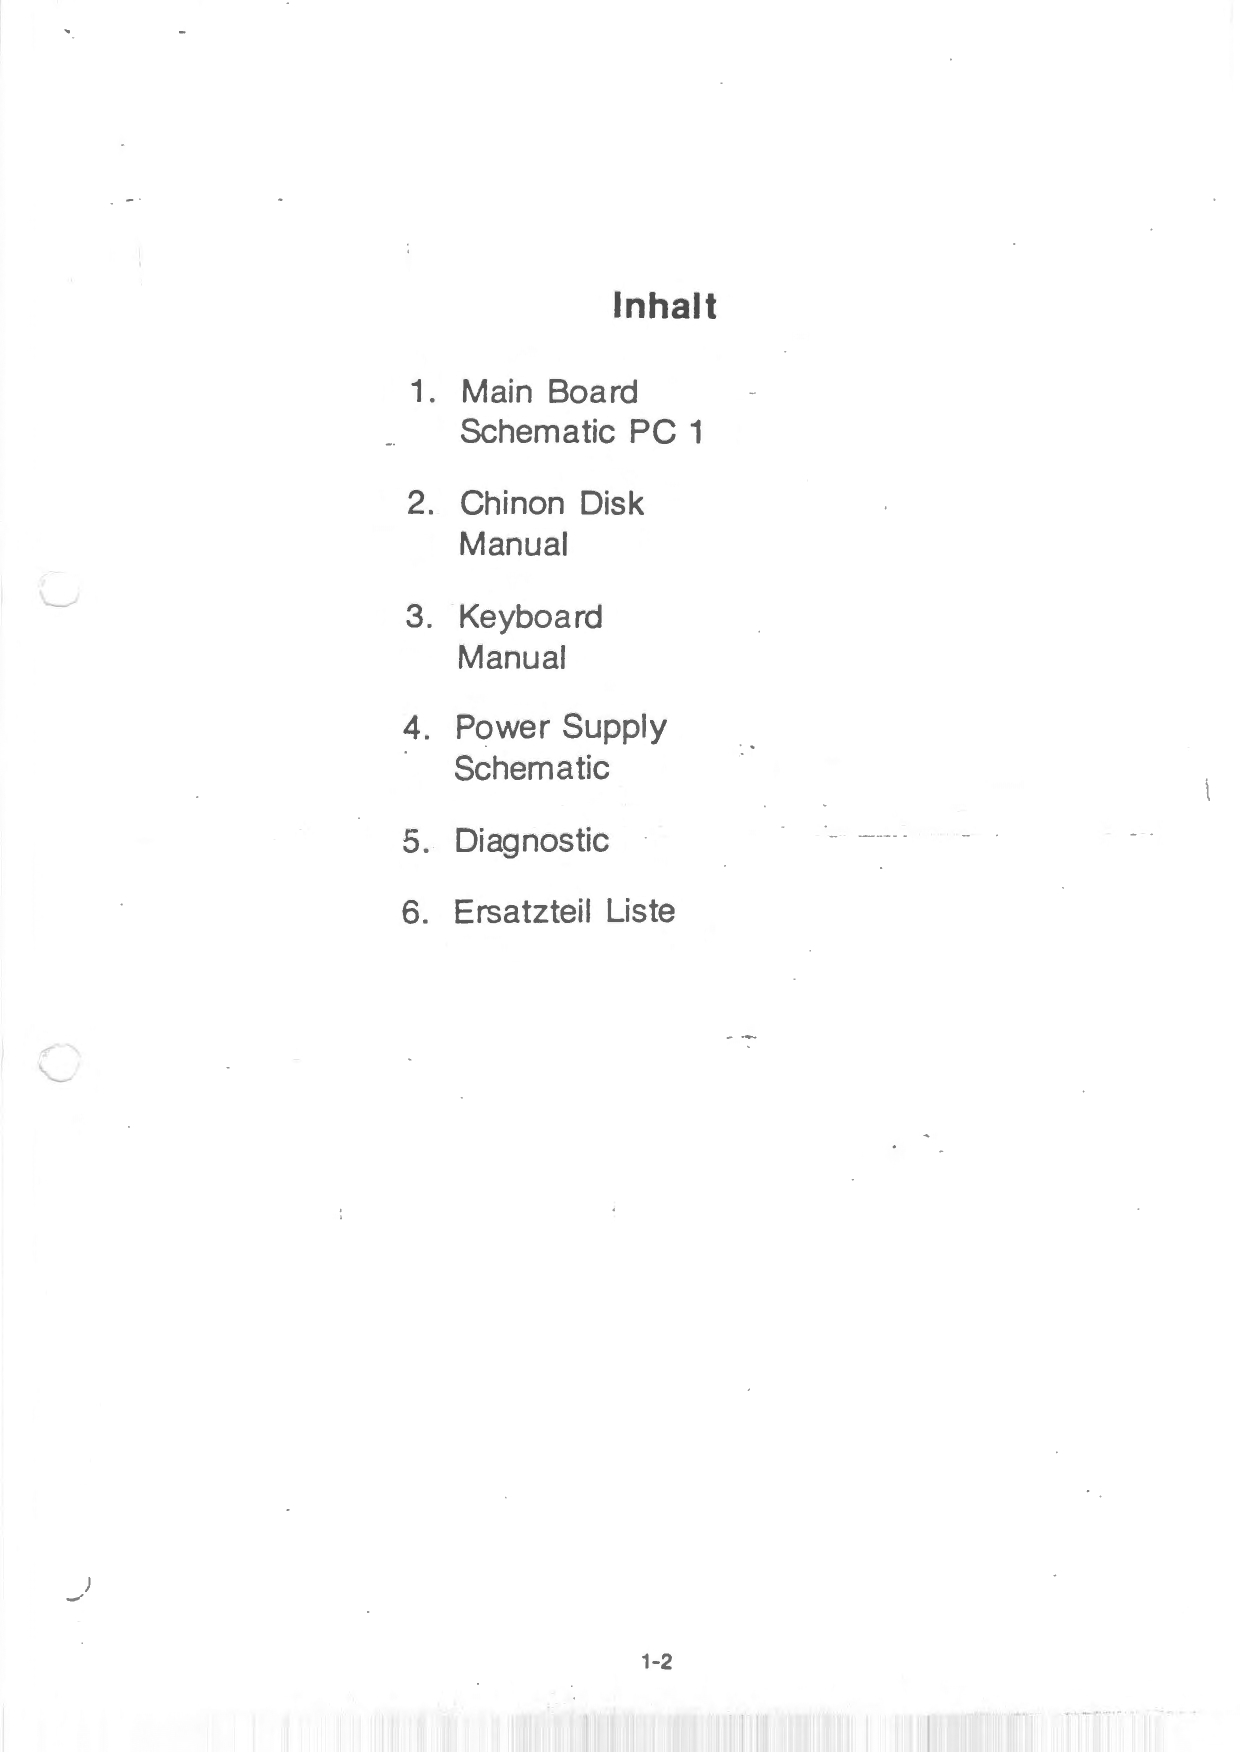 Inhalt
1. Main Board
Schematic PC 1
2. Chinon Disk
Manual
3. Keyboard
Manual
4. Power Supply
Schematic
5. Diagnostic
6. Ersatzteil Liste
1-2